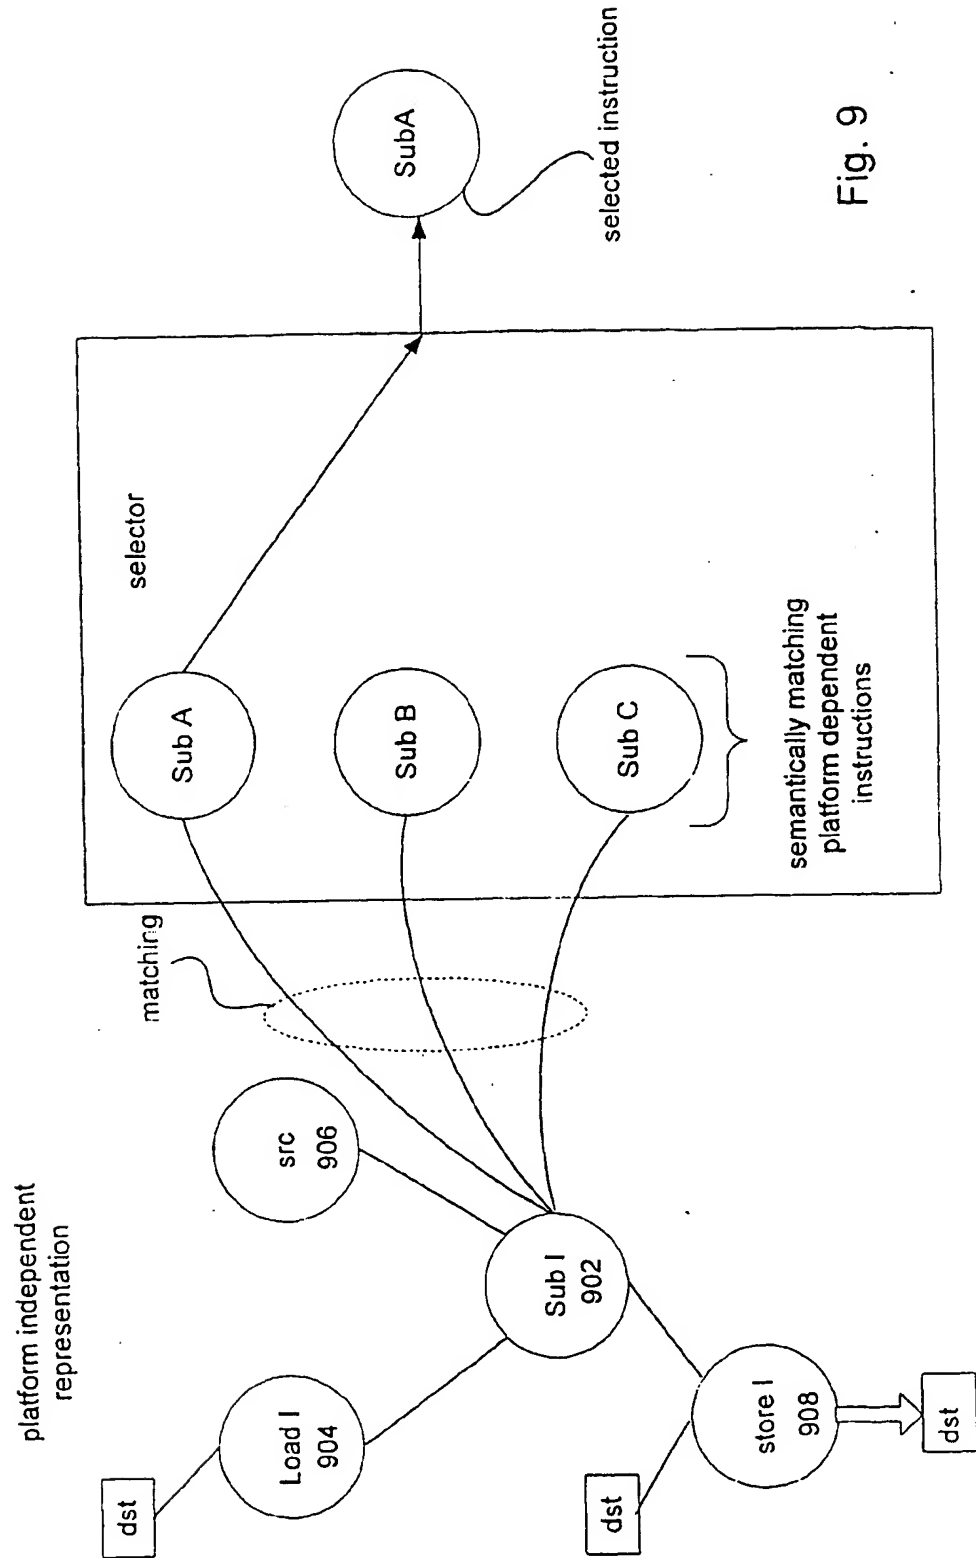 platform independent
representation
dst
Load I
904
src
906
Sub I
902
dst
store I
908
dst
matching
Sub A
Sub B
Sub C
selector
semantically matching
platform dependent
instructions
SubA
selected instruction
Fig. 9